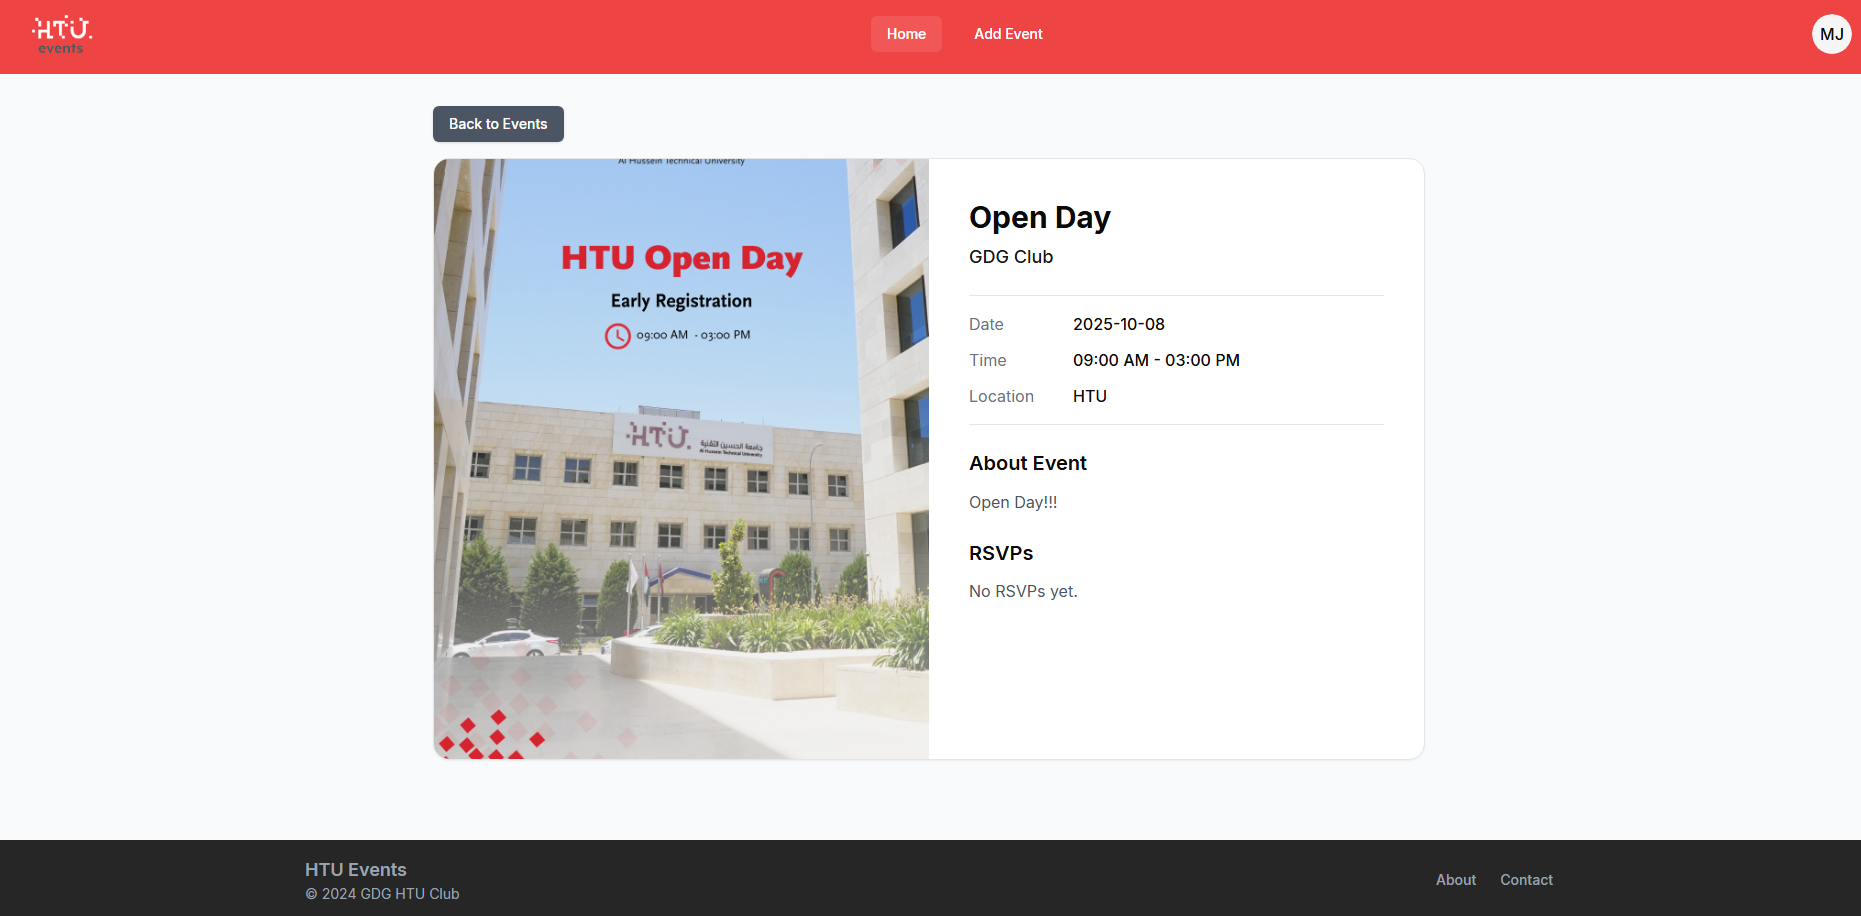 HTU
events
Home
Add Event
MJ
Back to Events
Al Hussein Technical University
HTU Open Day
Early Registration
09:00 AM - 03:00 PM
HTU
جامعة الحسين التقنية
Al Hussein Technical University
Open Day
GDG Club
Date 2025-10-08
Time 09:00 AM - 03:00 PM
Location HTU
About Event
Open Day!!!
RSVPs
No RSVPs yet.
HTU Events
© 2024 GDG HTU Club
About
Contact